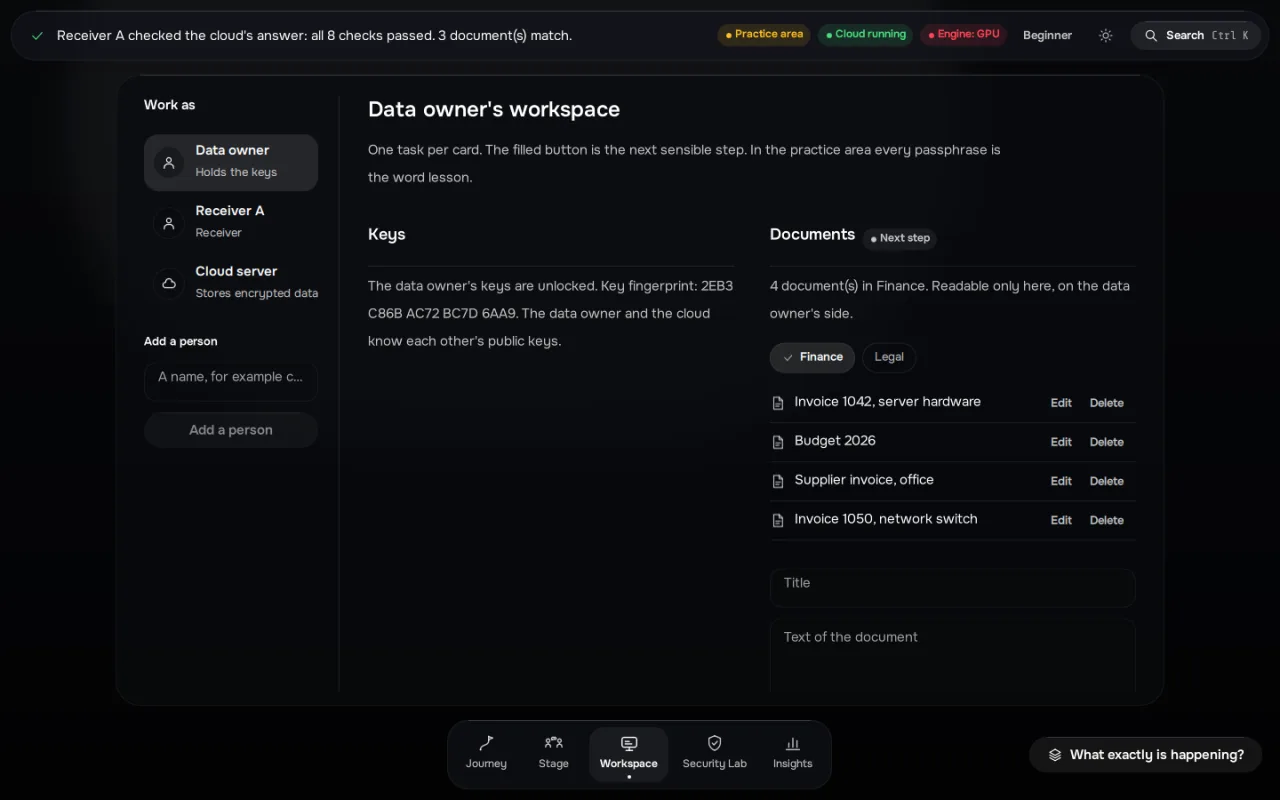 Receiver A checked the cloud's answer: all 8 checks passed. 3 document(s) match.
Practice area
Cloud running
Engine: GPU
Beginner
Search Ctrl K
Work as
Data owner
Holds the keys
Receiver A
Receiver
Cloud server
Stores encrypted data
Add a person
A name, for example c...
Add a person
Data owner's workspace
One task per card. The filled button is the next sensible step. In the practice area every passphrase is
the word lesson.
Keys
The data owner's keys are unlocked. Key fingerprint: 2EB3
C86B AC72 BC7D 6AA9. The data owner and the cloud
know each other's public keys.
Documents Next step
4 document(s) in Finance. Readable only here, on the data
owner's side.
Finance Legal
Invoice 1042, server hardware Edit Delete
Budget 2026 Edit Delete
Supplier invoice, office Edit Delete
Invoice 1050, network switch Edit Delete
Title
Text of the document
Journey
Stage
Workspace
Security Lab
Insights
What exactly is happening?